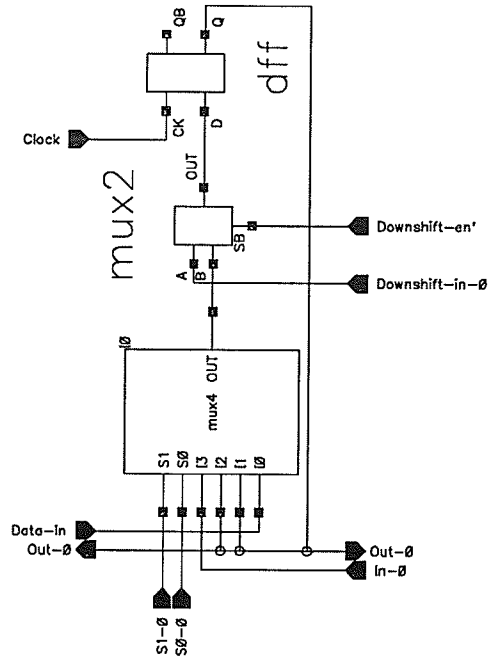 QB
Q
dff
Clock
CK
D
OUT
mux2
SB
A
B
Downshift-en'
Downshift-in-0
I0
OUT
mux4
S1
S0
I3
I2
I1
I0
Data-in
Out-0
Out-0
In-0
S1-0
S0-0